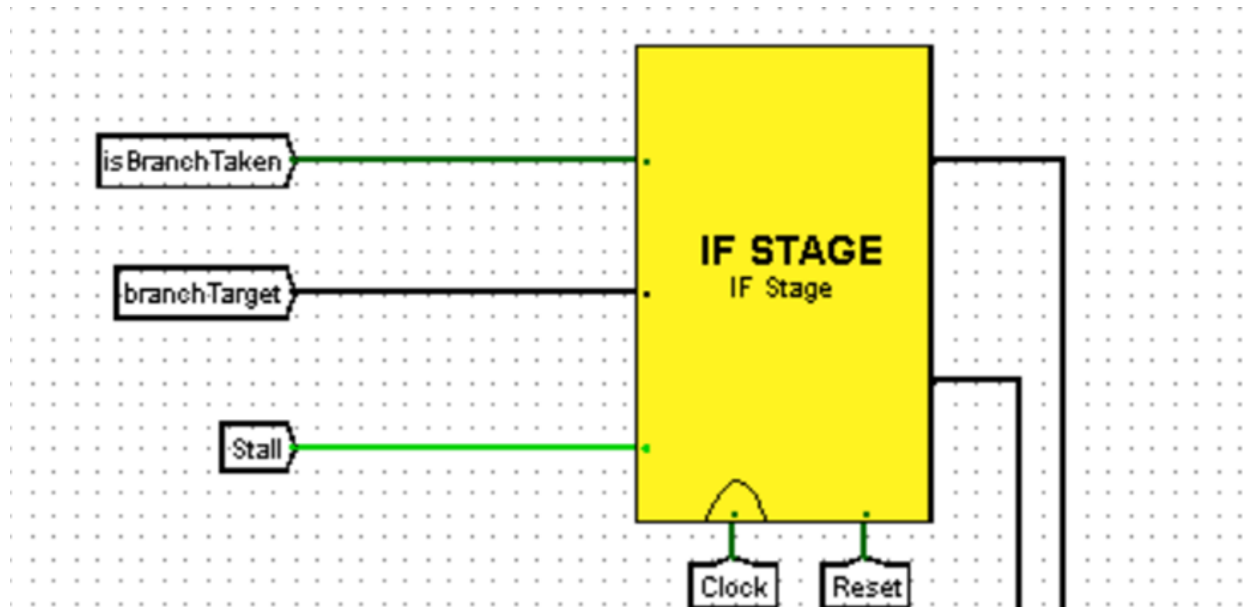 isBranchTaken
IF STAGE
IF Stage
branchTarget
Stall
Clock
Reset